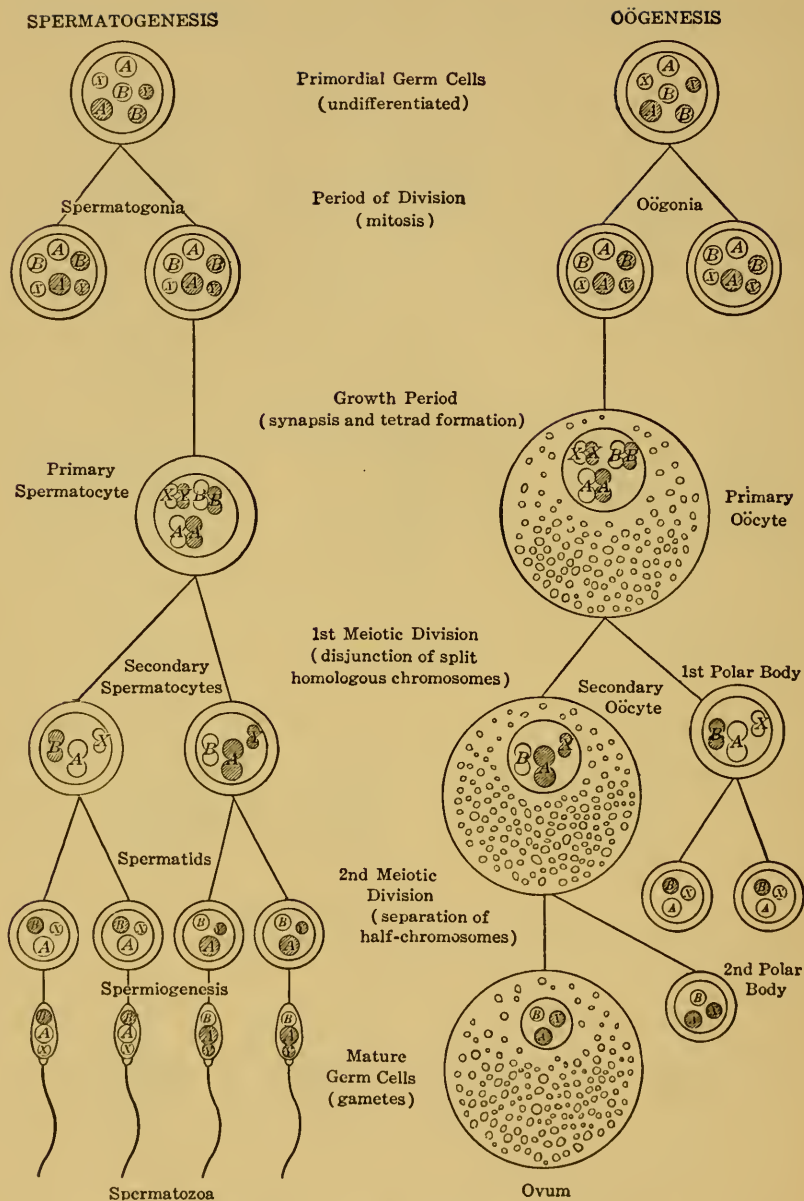 SPERMATOGENESIS
OÖGENESIS
A
X
B
Y
A
B
Primordial Germ Cells
(undifferentiated)
A
X
X
B
A
B
Spermatogonia
Period of Division
(mitosis)
Oögonia
A
B
B
X
A
Y
A
B
B
X
A
Y
A
B
B
X
A
X
A
B
B
X
A
X
Growth Period
(synapsis and tetrad formation)
Primary
Spermatocyte
X Y B B
A A
X X B B
A A
Primary
Oöcyte
1st Meiotic Division
(disjunction of split
homologous chromosomes)
Secondary
Spermatocytes
Secondary
Oöcyte
1st Polar Body
B
A
X
B
A
Y
B
A
X
B
A
X
Spermatids
2nd Meiotic
Division
(separation of
half-chromosomes)
B
X
A
B
X
A
B
Y
A
B
Y
A
B
X
A
B
X
A
2nd Polar
Body
Spermiogenesis
B
A
X
B
A
X
B
A
Y
B
A
Y
B
X
A
B
X
A
Mature
Germ Cells
(gametes)
Spermatozoa
Ovum